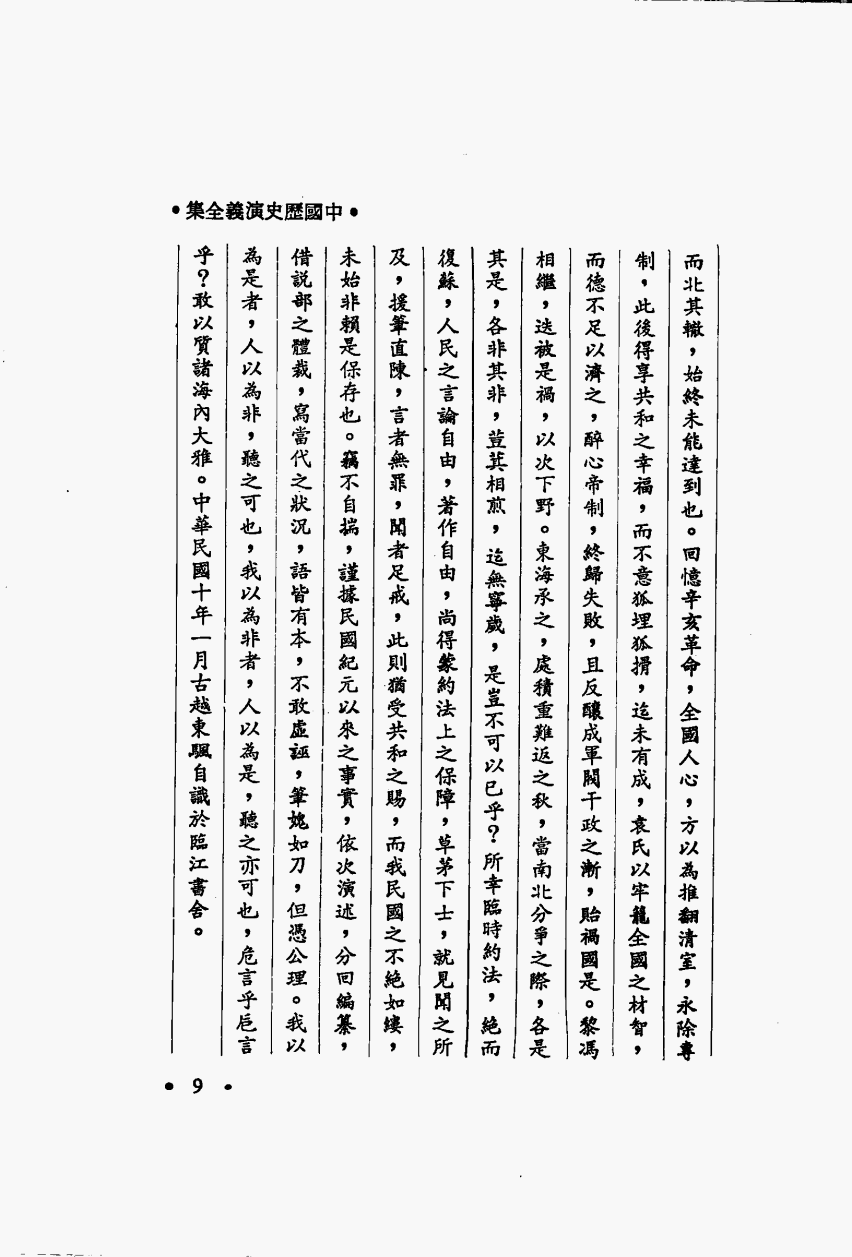 •中國歷史演義全集•
而北其轍，始終未能達到也。回憶辛亥革命，全國人心，方以為推翻清室，永除專
制，此後得享共和之幸福，而不意狐埋狐搰，迄未有成，袁氏以牢籠全國之材智，
而德不足以濟之，醉心帝制，終歸失敗，且反釀成軍閥干政之漸，貽禍國是。黎馮
相繼，迭被是禍，以次下野。東海承之，處積重難返之秋，當南北分爭之際，各是
其是，各非其非，荳萁相煎，迄無寧歲，是豈不可以已乎？所幸臨時約法，絕而
復蘇，人民之言論自由，著作自由，尚得蒙約法上之保障，草茅下士，就見聞之所
及，援筆直陳，言者無罪，聞者足戒，此則猶受共和之賜，而我民國之不絕如縷，
未始非賴是保存也。竊不自揣，謹據民國紀元以來之事實，依次演述，分回編纂，
借說部之體裁，寫當代之狀況，語皆有本，不敢虛誣，筆媿如刀，但憑公理。我以
為是者，人以為非，聽之可也，我以為非者，人以為是，聽之亦可也，危言乎巵言
乎？敢以質諸海內大雅。中華民國十年一月古越東颿自識於臨江書舍。
• 9 •